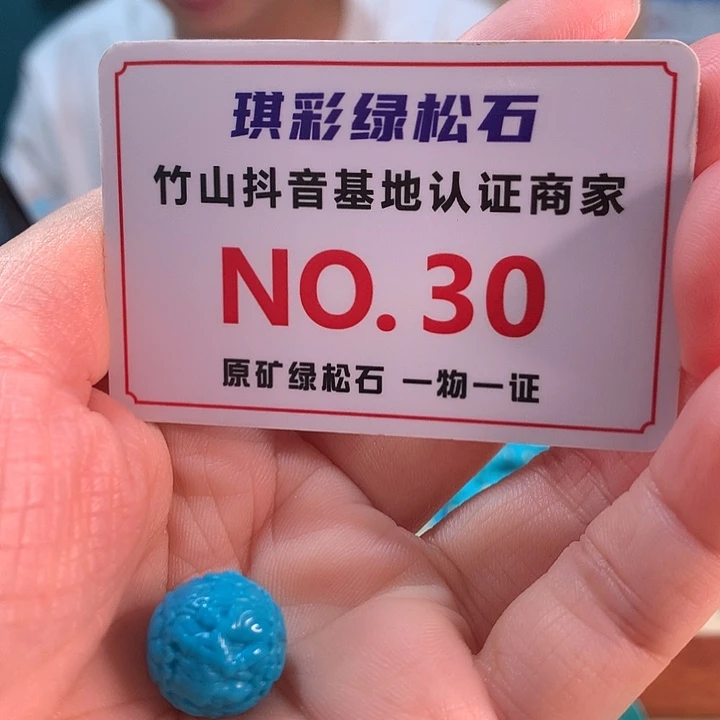 琪彩绿松石
竹山抖音基地认证商家
NO.30
原矿绿松石 一物一证